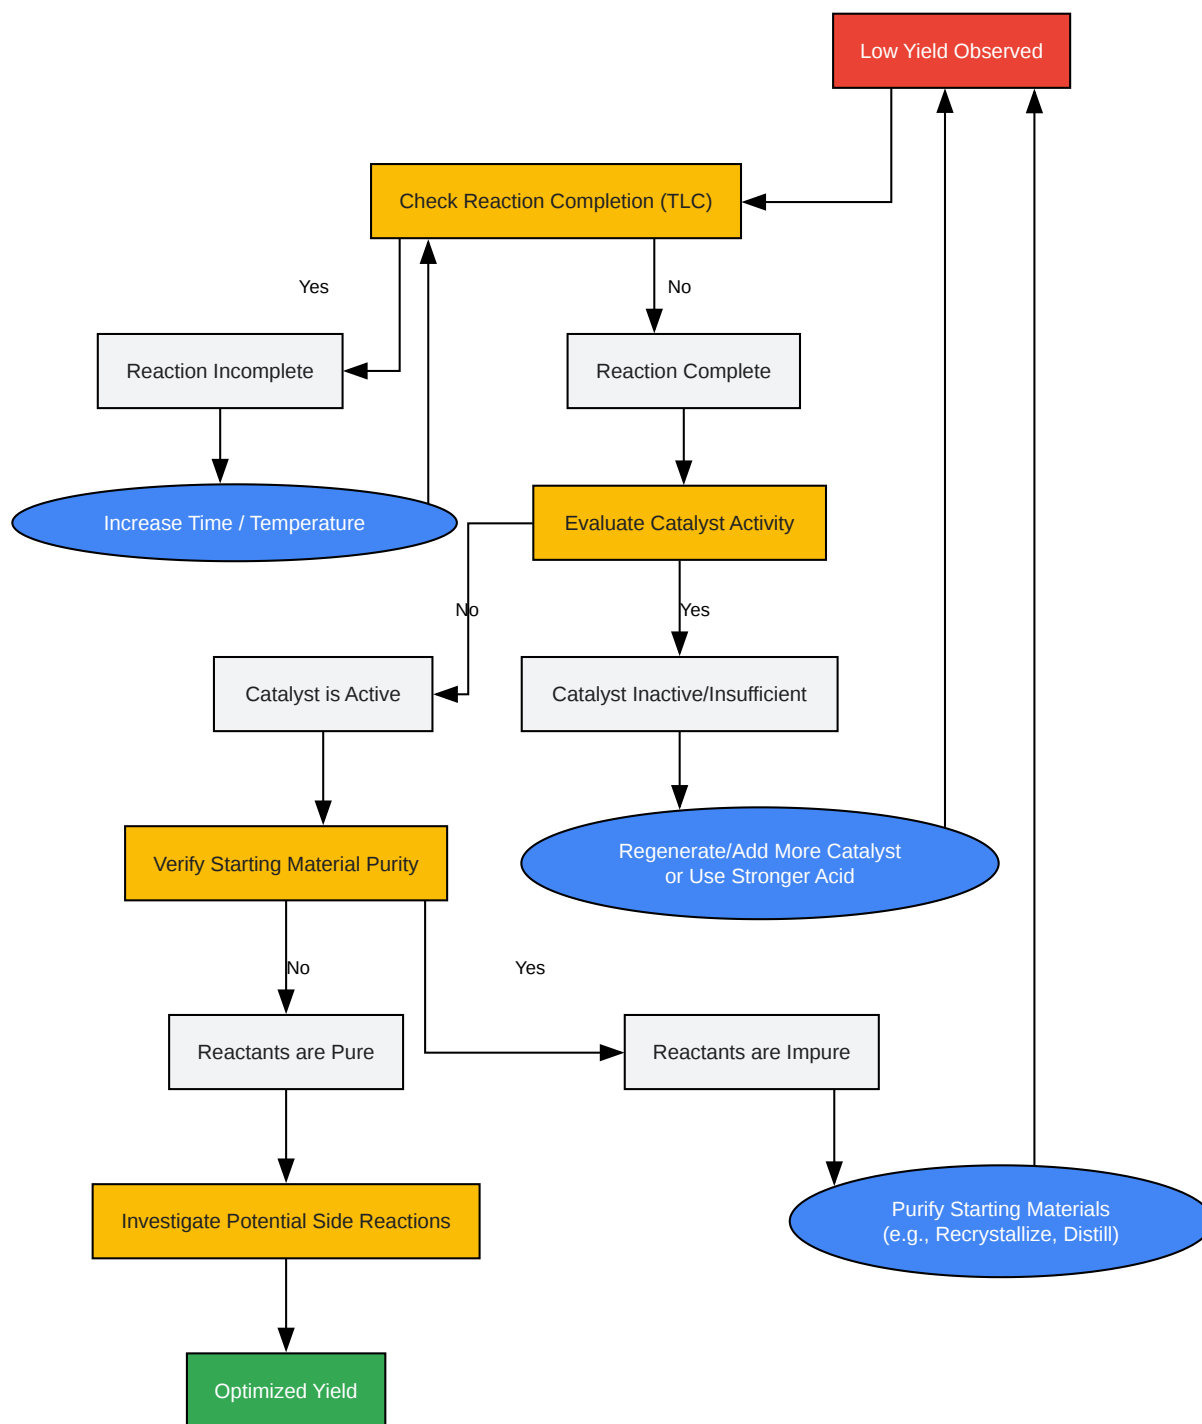 Low Yield Observed
Check Reaction Completion (TLC)
Yes
No
Reaction Incomplete
Reaction Complete
Increase Time / Temperature
Evaluate Catalyst Activity
No
Yes
Catalyst is Active
Catalyst Inactive/Insufficient
Regenerate/Add More Catalyst
or Use Stronger Acid
Verify Starting Material Purity
No
Yes
Reactants are Pure
Reactants are Impure
Purify Starting Materials
(e.g., Recrystallize, Distill)
Investigate Potential Side Reactions
Optimized Yield